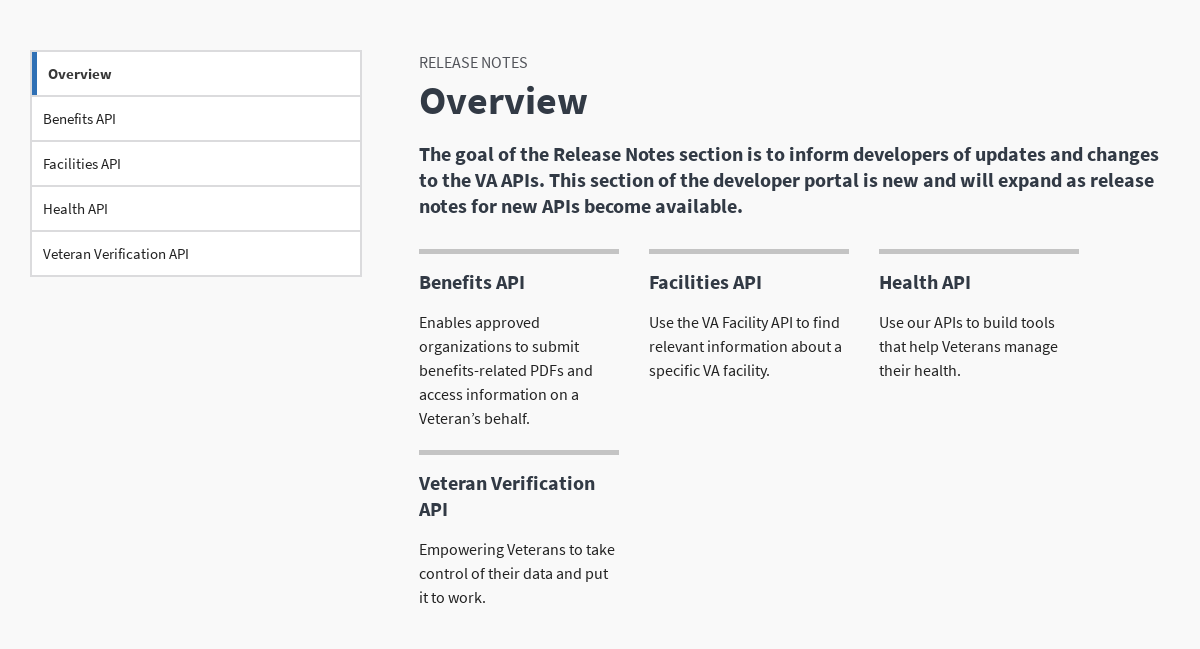 Overview
Benefits API
Facilities API
Health API
Veteran Verification API
RELEASE NOTES
Overview
The goal of the Release Notes section is to inform developers of updates and changes
to the VA APIs. This section of the developer portal is new and will expand as release
notes for new APIs become available.
Benefits API
Enables approved
organizations to submit
benefits-related PDFs and
access information on a
Veteran’s behalf.
Facilities API
Use the VA Facility API to find
relevant information about a
specific VA facility.
Health API
Use our APIs to build tools
that help Veterans manage
their health.
Veteran Verification
API
Empowering Veterans to take
control of their data and put
it to work.